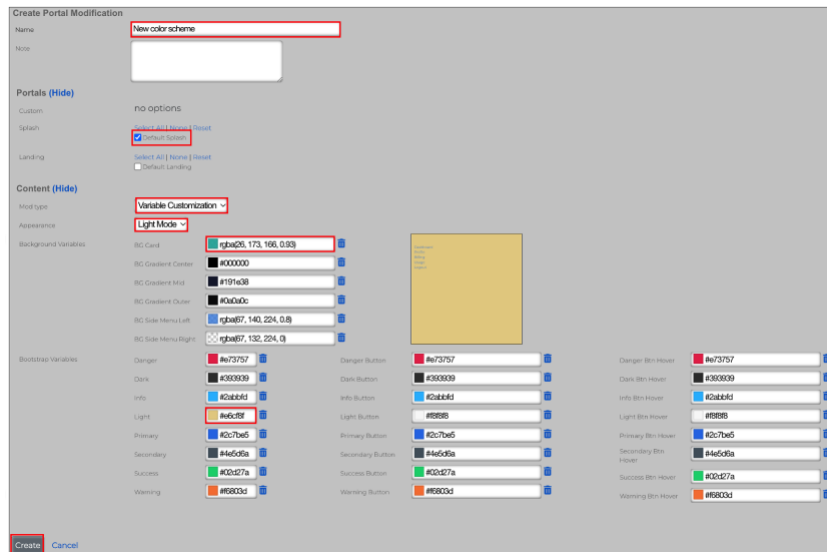 Create Portal Modification
Name New color scheme
Note
Portals (Hide)
Custom no options
Splash Select All | None | Reset
Default Splash
Landing Select All | None | Reset
Default Landing
Content (Hide)
Mod type Variable Customization
Appearance Light Mode
Background Variables BG Card rgba(26, 173, 166, 0.93)
BG Gradient Center #000000
BG Gradient Mid #191e38
BG Gradient Outer #0a0a0c
BG Side Menu Left rgba(67, 140, 224, 0.8)
BG Side Menu Right rgba(67, 132, 224, 0)
Bootstrap Variables Danger #e73757 Danger Button #e73757 Danger Btn Hover #e73757
Dark #393939 Dark Button #393939 Dark Btn Hover #393939
Info #2abbfd Info Button #2abbfd Info Btn Hover #2abbfd
Light #e6cf8f Light Button #f8f8f8 Light Btn Hover #f8f8f8
Primary #2c7be5 Primary Button #2c7be5 Primary Btn Hover #2c7be5
Secondary #4e5d6a Secondary Button #4e5d6a Secondary Btn Hover #4e5d6a
Success #02d27a Success Button #02d27a Success Btn Hover #02d27a
Warning #f6803d Warning Button #f6803d Warning Btn Hover #f6803d
Create Cancel